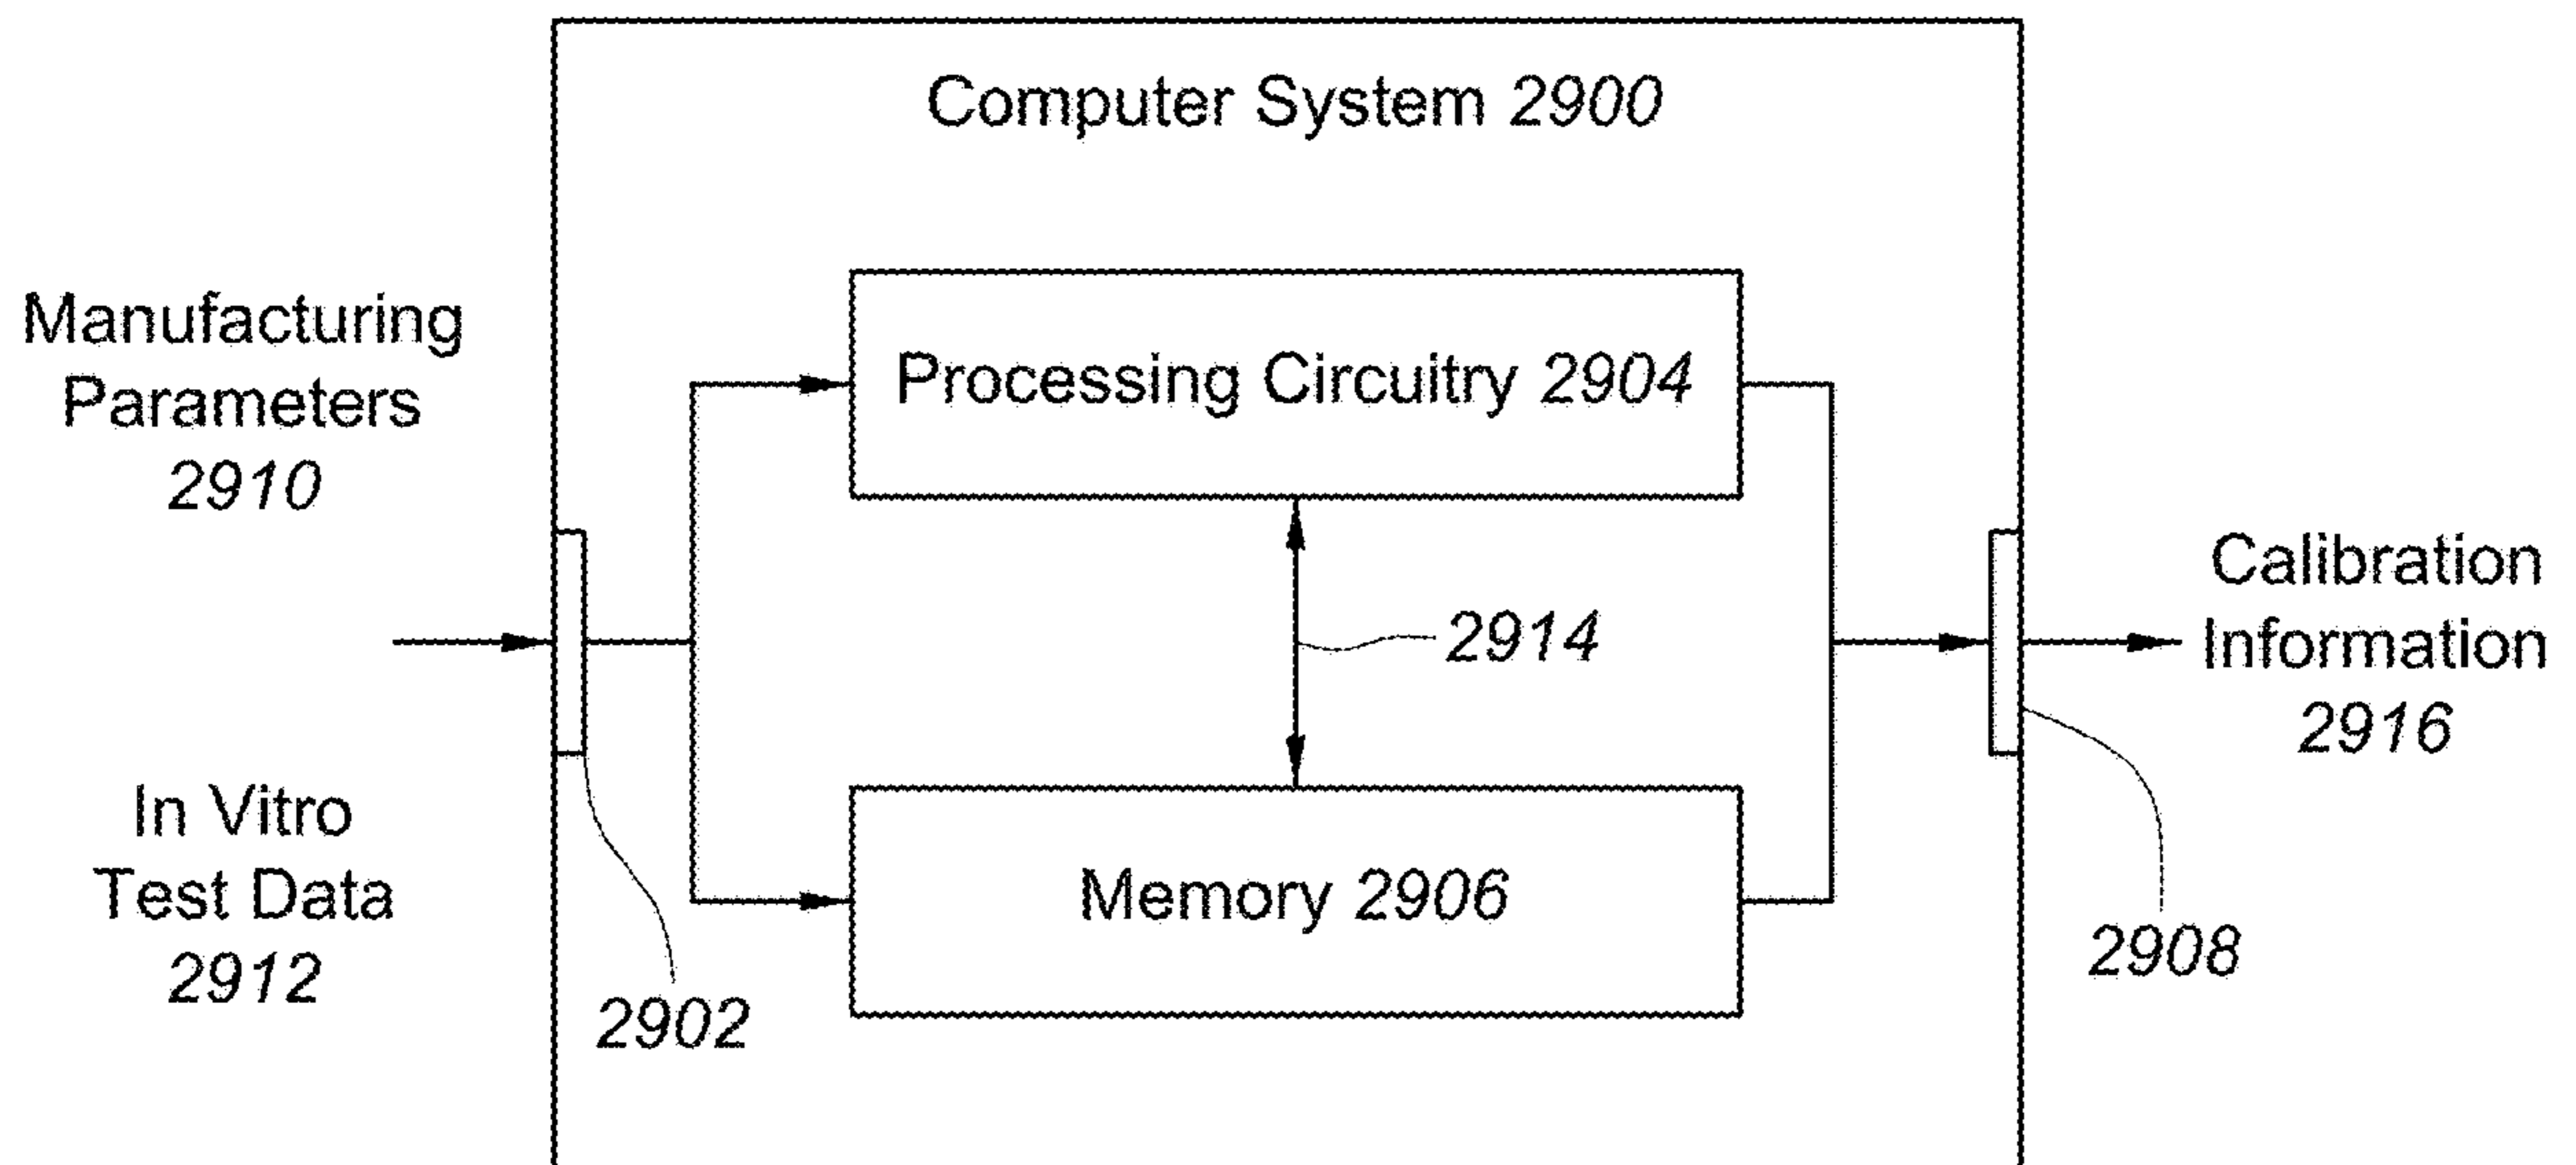 Computer System 2900
Manufacturing
Parameters
2910
Processing Circuitry 2904
2914
Calibration
Information
2916
In Vitro
Test Data
2912
Memory 2906
2902
2908